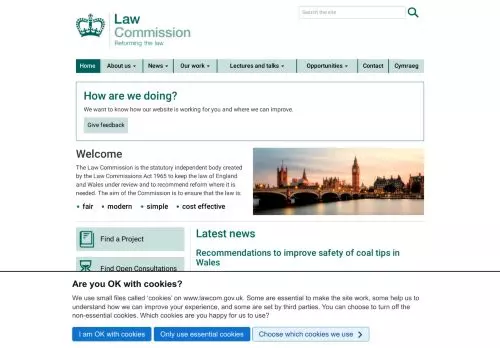 Law
Commission
Reforming the law
Search the site
Home
About us
News
Our work
Lectures and talks
Opportunities
Contact
Cymraeg
How are we doing?
We want to know how our website is working for you and where we can improve.
Give feedback
Welcome
The Law Commission is the statutory independent body created
by the Law Commissions Act 1965 to keep the law of England
and Wales under review and to recommend reform where it is
needed. The aim of the Commission is to ensure that the law is:
• fair • modern • simple • cost effective
Find a Project
Find Open Consultations
Latest news
Recommendations to improve safety of coal tips in
Wales
Are you OK with cookies?
We use small files called ‘cookies’ on www.lawcom.gov.uk. Some are essential to make the site work, some help us to
understand how we can improve your experience, and some are set by third parties. You can choose to turn off the
non-essential cookies. Which cookies are you happy for us to use?
I am OK with cookies
Only use essential cookies
Choose which cookies we use